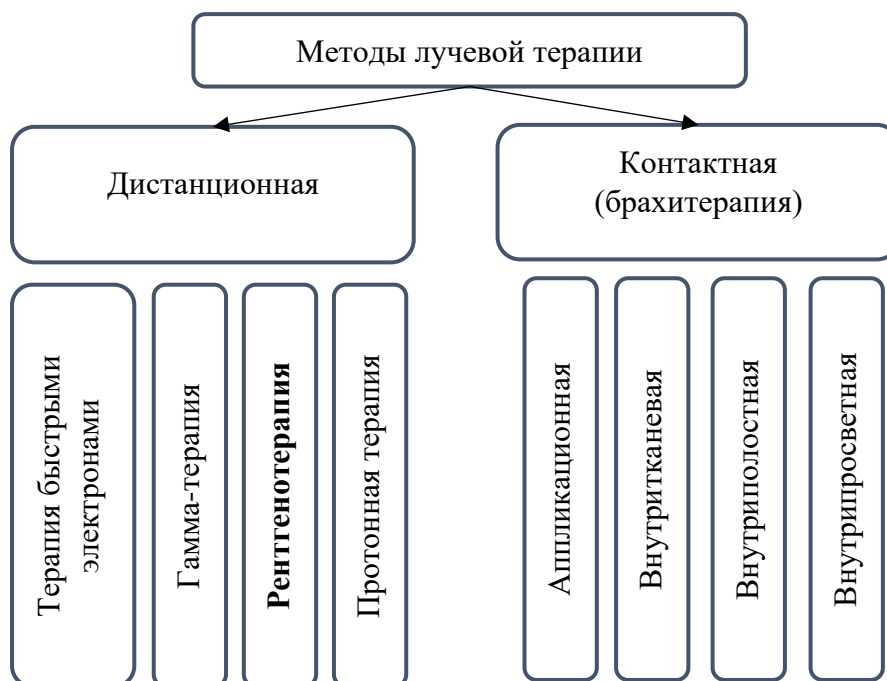 Методы лучевой терапии
Дистанционная
Контактная
(брахитерапия)
Терапия быстрыми
электронами
Гамма-терапия
Рентгенотерапия
Протонная терапия
Аппликационная
Внутритканевая
Внутриполостная
Внутрипросветная